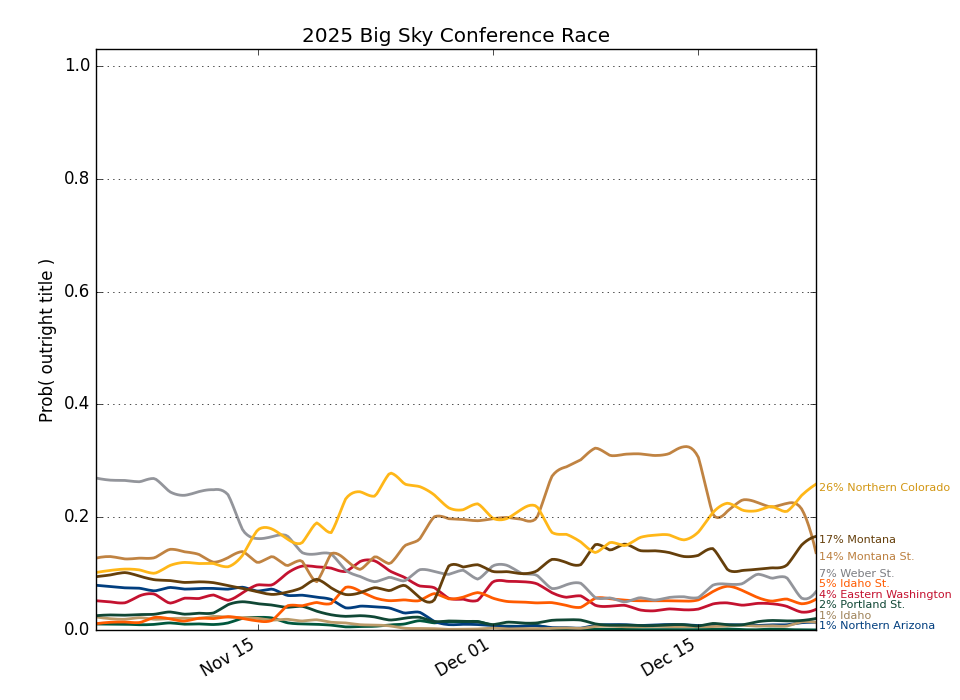 2025 Big Sky Conference Race
Prob( outright title )
1.0
0.8
0.6
0.4
0.2
0.0
Nov 15
Dec 01
Dec 15
26% Northern Colorado
17% Montana
14% Montana St.
7% Weber St.
5% Idaho St.
4% Eastern Washington
2% Portland St.
1% Idaho
1% Northern Arizona